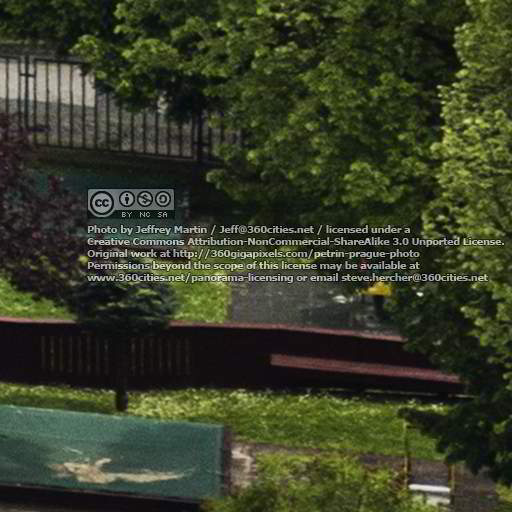 cc BY NC SA
Photo by Jeffrey Martin / Jeff@360cities.net / licensed under a
Creative Commons Attribution-NonCommercial-ShareAlike 3.0 Unported License.
Original work at http://360gigapixels.com/petrin-prague-photo
Permissions beyond the scope of this license may be available at
www.360cities.net/panorama-licensing or email steve.hercher@360cities.net